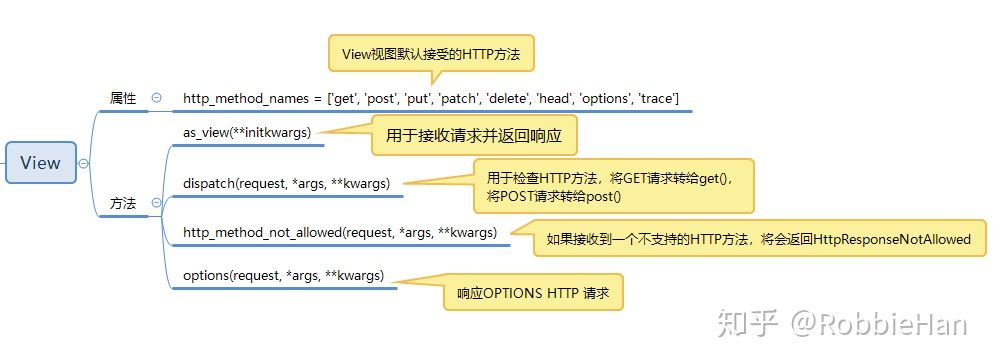 View视图默认接受的HTTP方法
属性
http_method_names = ['get', 'post', 'put', 'patch', 'delete', 'head', 'options', 'trace']
as_view(**initkwargs)
用于接收请求并返回响应
View
dispatch(request, *args, **kwargs)
用于检查HTTP方法，将GET请求转给get()，
将POST请求转给post()
方法
http_method_not_allowed(request, *args, **kwargs)
如果接收到一个不支持的HTTP方法，将会返回HttpResponseNotAllowed
options(request, *args, **kwargs)
响应OPTIONS HTTP 请求
知乎 @RobbieHan